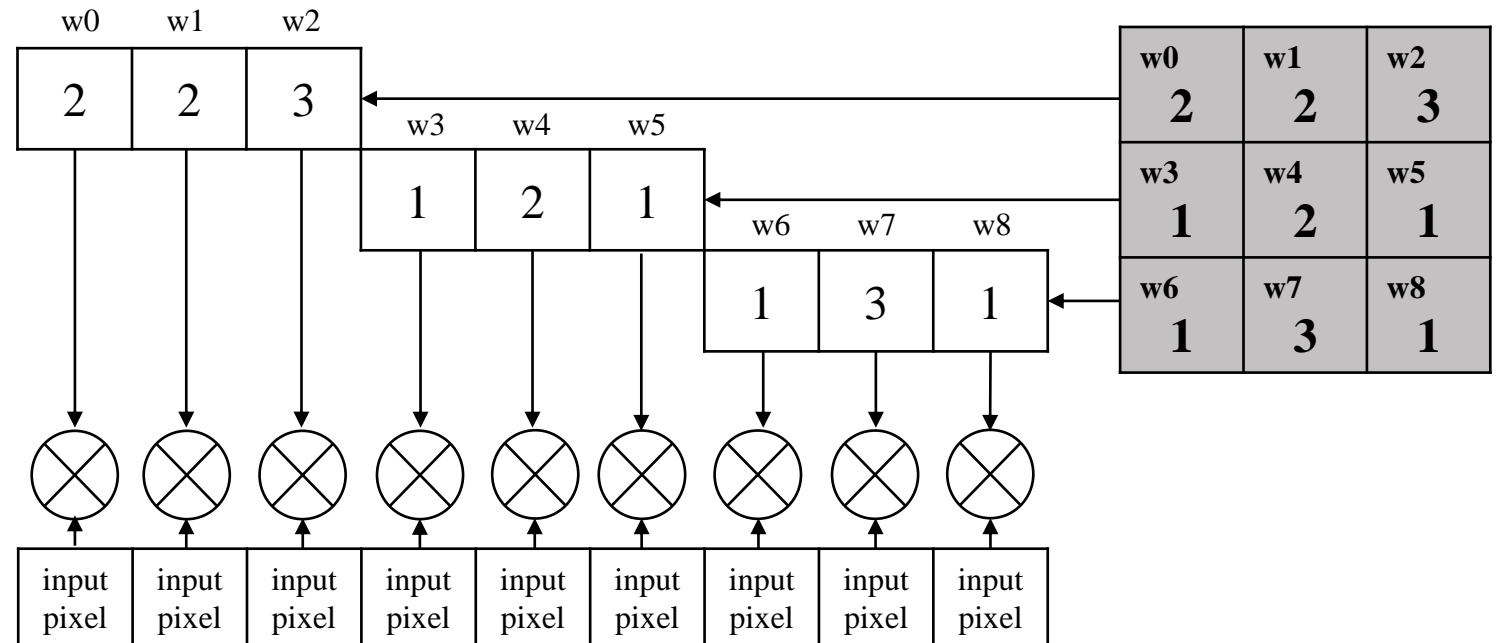 w0 w1 w2
2 2 3
w3 w4 w5
1 2 1
w6 w7 w8
1 3 1
w0 w1 w2
2 2 3
w3 w4 w5
1 2 1
w6 w7 w8
1 3 1
input input input input input input input input input
pixel pixel pixel pixel pixel pixel pixel pixel pixel